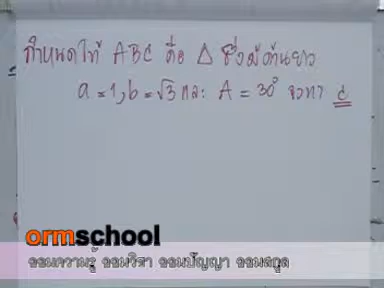 กำหนดให้ ABC คือ △ ซึ่งมีด้านยาว
a = 1, b = √3 และ A = 30° จงหา c
ormschool
ออมความรู้ ออมวิชา ออมปัญญา ออมสกูล